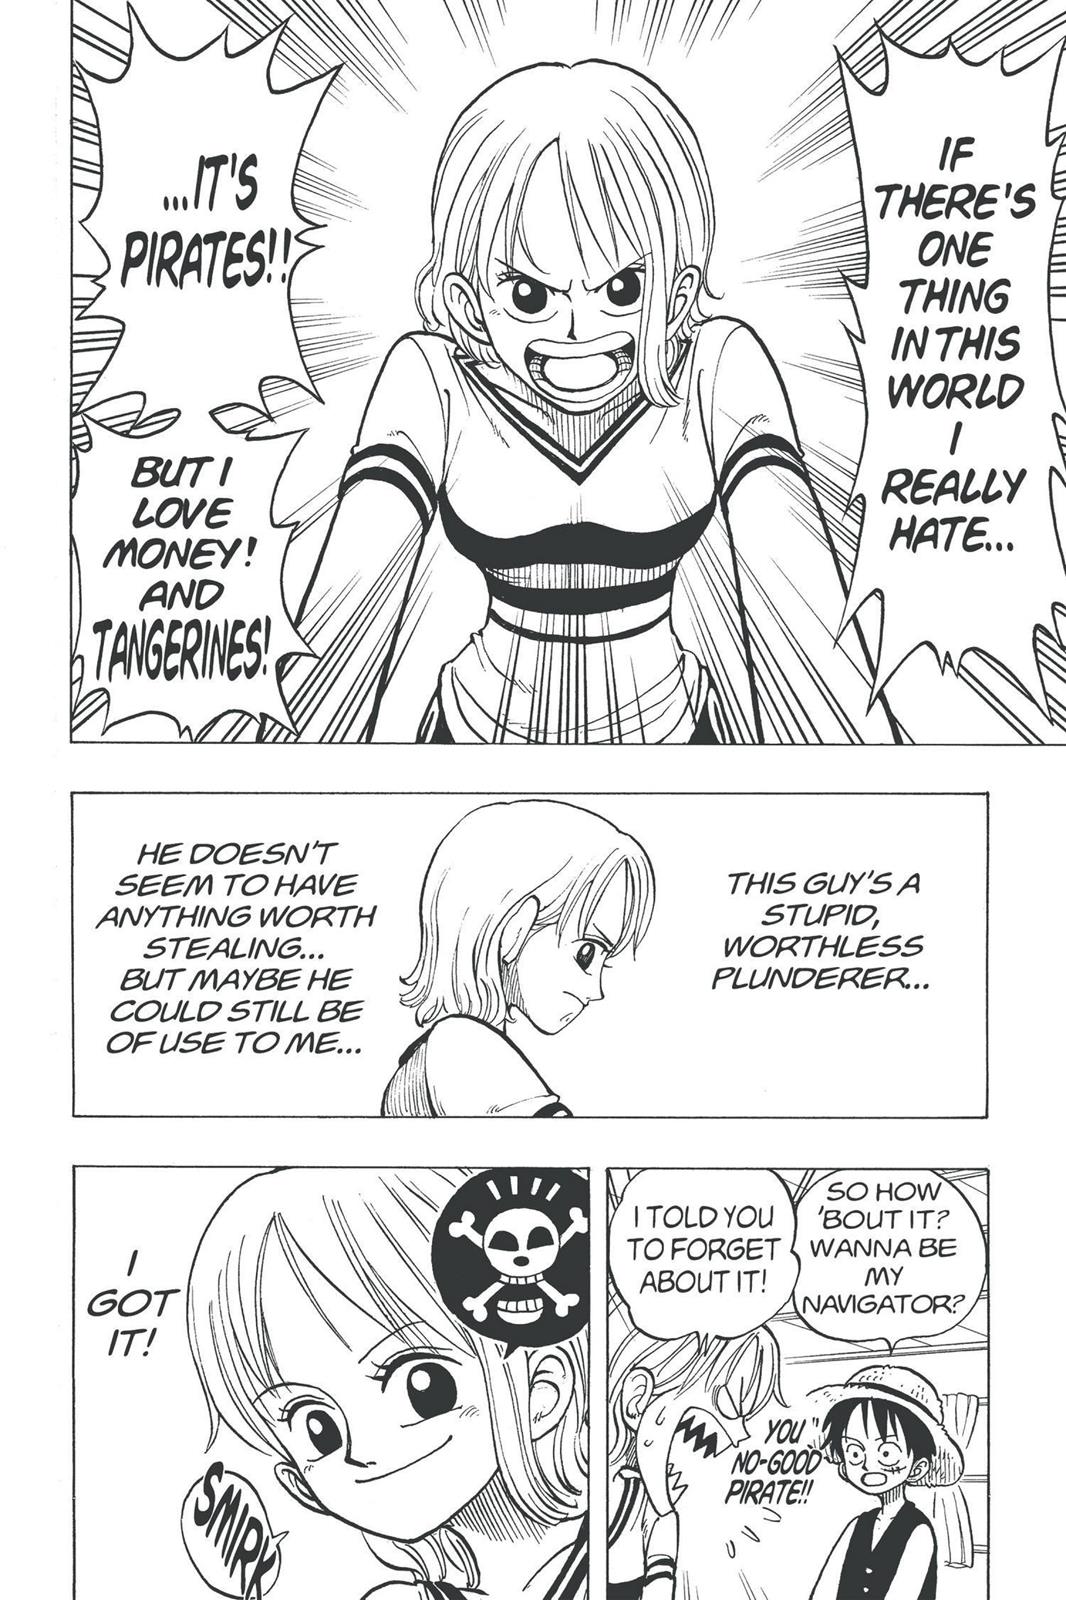 IF
THERE'S
ONE
THING
IN THIS
WORLD
I
REALLY
HATE...
...IT'S
PIRATES!!
BUT I
LOVE
MONEY!
AND
TANGERINES!
THIS GUY'S A
STUPID,
WORTHLESS
PLUNDERER...
HE DOESN'T
SEEM TO HAVE
ANYTHING WORTH
STEALING...
BUT MAYBE HE
COULD STILL BE
OF USE TO ME...
SO HOW
'BOUT IT?
WANNA BE
MY
NAVIGATOR?
I TOLD YOU
TO FORGET
ABOUT IT!
YOU
NO-GOOD
PIRATE!!
I
GOT
IT!
SMIRK